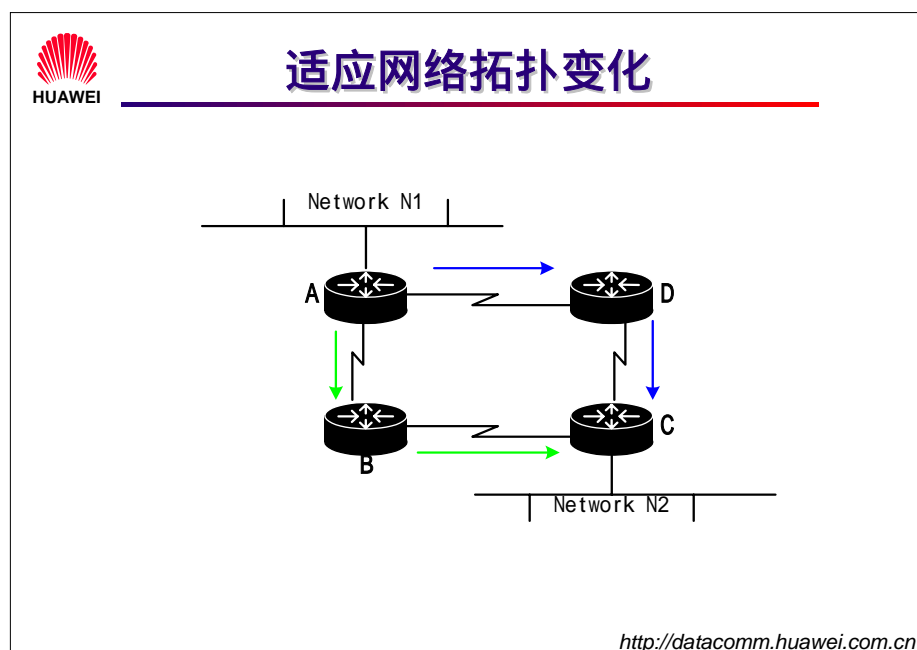 HUAWEI
适应网络拓扑变化
Network N1
A
D
B
C
Network N2
http://datacomm.huawei.com.cn